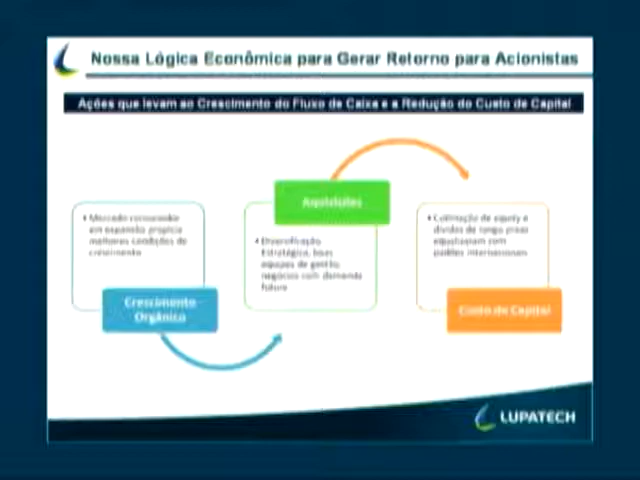 Nossa Lógica Econômica para Gerar Retorno para Acionistas
Ações que levam ao Crescimento do Fluxo de Caixa e a Redução do Custo de Capital
Aquisições
• Mercado consumidor
em expansão propicia
melhores condições de
crescimento
Crescimento
Orgânico
• Diversificação
Estratégica, boas
equipes de gestão,
negócios com demanda
futura
• Captação de equity e
dívidas de longo prazo
equalizam com
padrões internacionais
Custo de Capital
LUPATECH